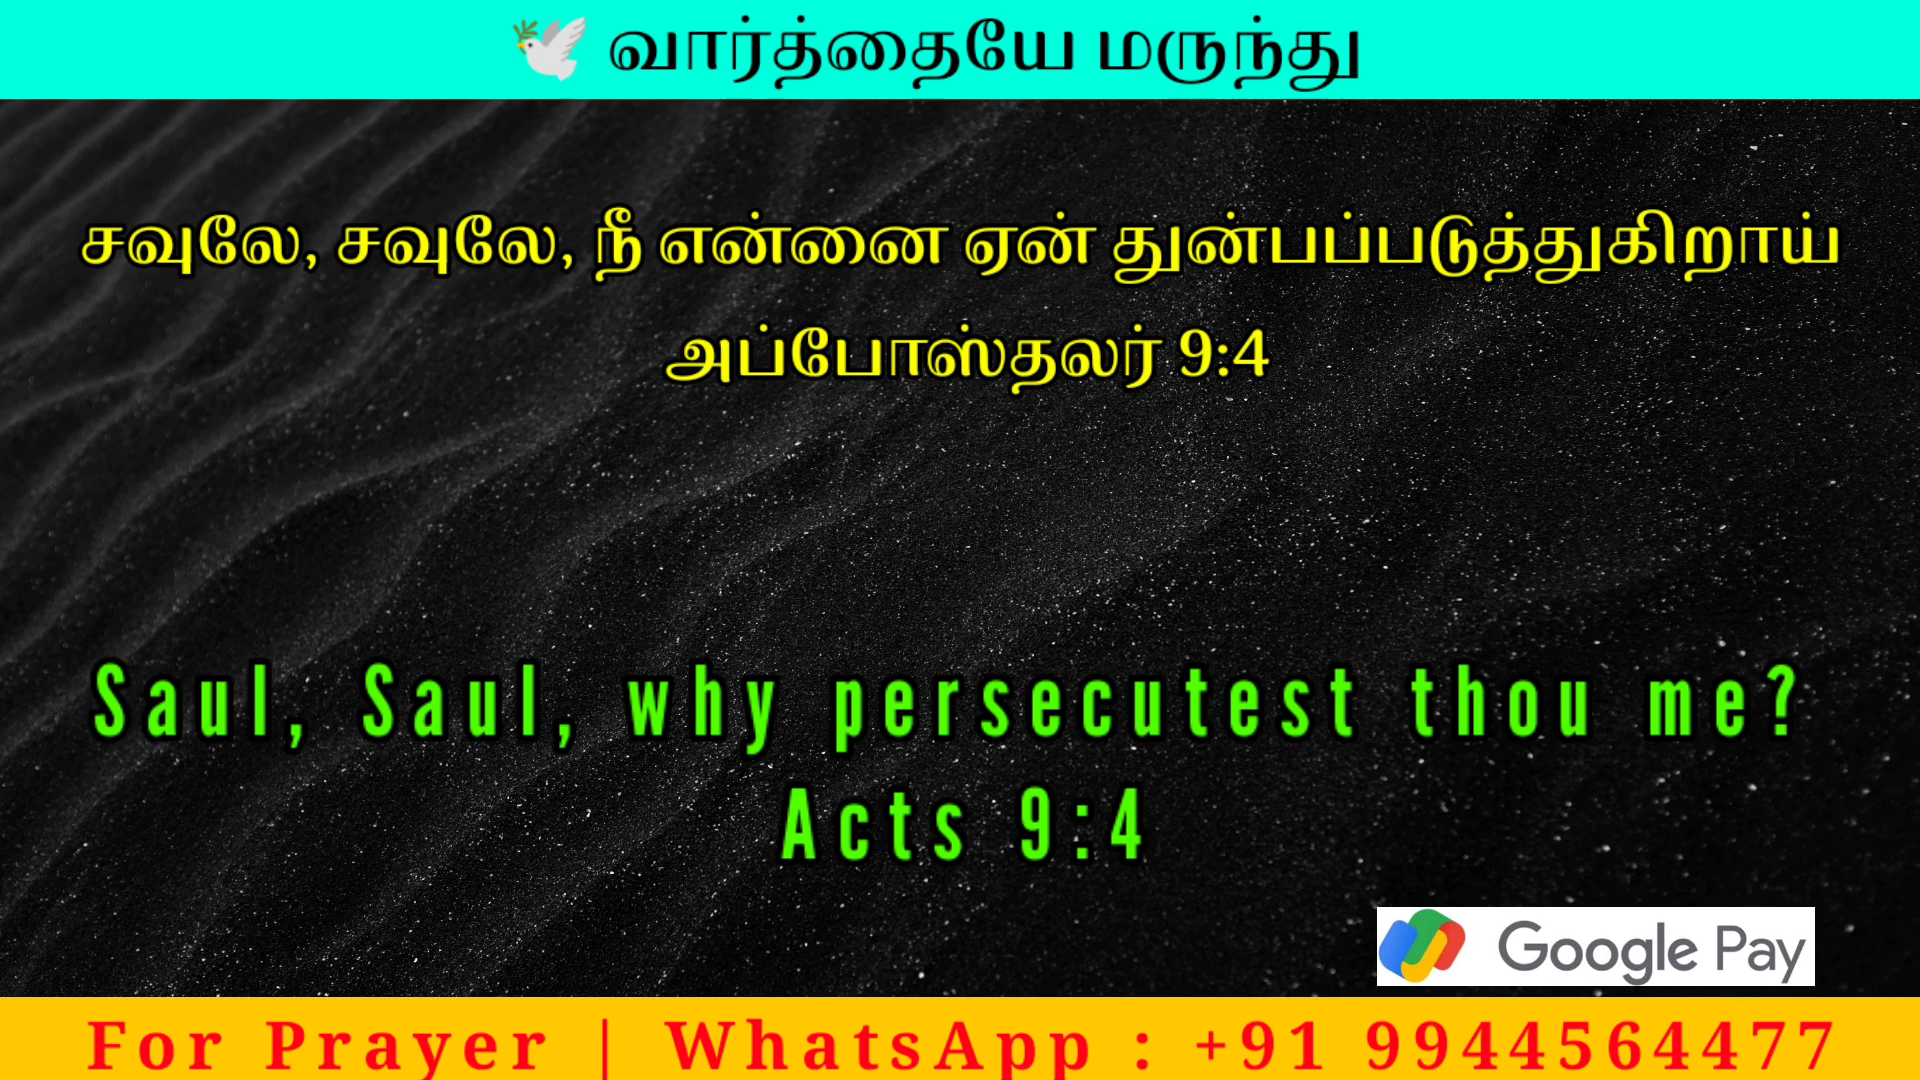 🕊 வார்த்தையே மருந்து
சவுலே, சவுலே, நீ என்னை ஏன் துன்பப்படுத்துகிறாய்
அப்போஸ்தலர் 9:4
Saul, Saul, why persecutest thou me?
Acts 9:4
Google Pay
For Prayer | WhatsApp : +91 9944564477